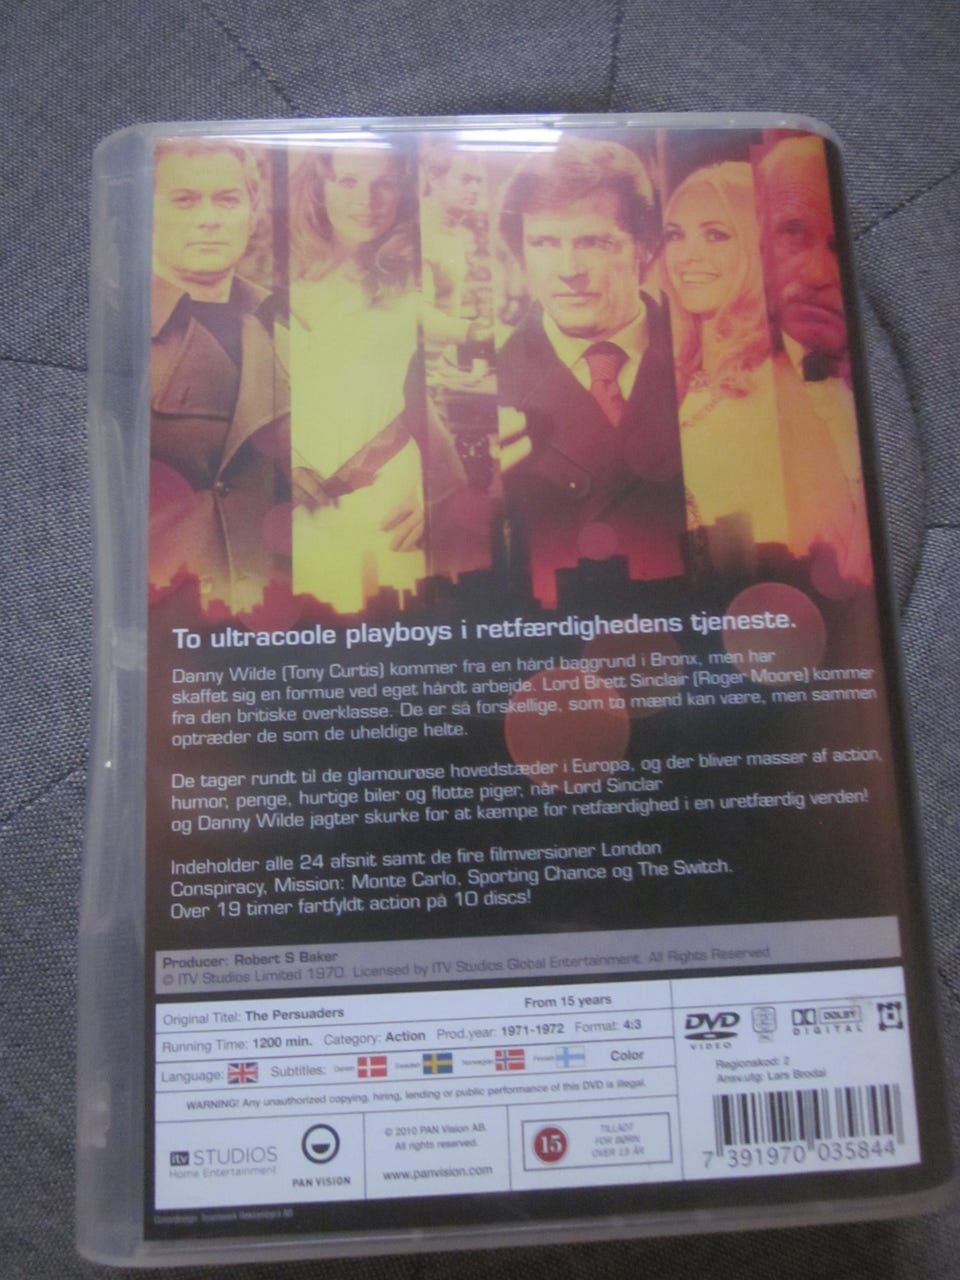 To ultracoole playboys i retfærdighedens tjeneste.
Danny Wilde (Tony Curtis) kommer fra en hård baggrund i Bronx, men har
skaffet sig en formue ved eget hårdt arbejde. Lord Brett Sinclair (Roger Moore) kommer
fra den britiske overklasse. De er så forskellige, som to mænd kan være, men sammen
optræder de som de uheldige helte.
De tager rundt til de glamourøse hovedstæder i Europa, og der bliver masser af action,
humor, penge, hurtige biler og flotte piger, når Lord Sinclar
og Danny Wilde jagter skurke for at kæmpe for retfærdighed i en uretfærdig verden!
Indeholder alle 24 afsnit samt de fire filmversioner London
Conspiracy, Mission: Monte Carlo, Sporting Chance og The Switch.
Over 19 timer fartfyldt action på 10 discs!
Producer: Robert S Baker
© ITV Studios Limited 1970. Licensed by ITV Studios Global Entertainment. All Rights Reserved
Original Titel: The Persuaders From 15 years
Running Time: 1200 min. Category: Action Prod.year: 1971-1972 Format: 4:3
Language: Subtitles: Danish Swedish Norwegian Finnish Color
WARNING! Any unauthorized copying, hiring, lending or public performance of this DVD is illegal.
DVD VIDEO
2
DOLBY DIGITAL
Regionskod: 2
Ansv.utg: Lars Brodal
itv STUDIOS
Home Entertainment
PAN VISION
© 2010 PAN Vision AB.
All rights reserved.
www.panvision.com
15
TILLADT
FOR BØRN
OVER 15 ÅR
7 391970 035844